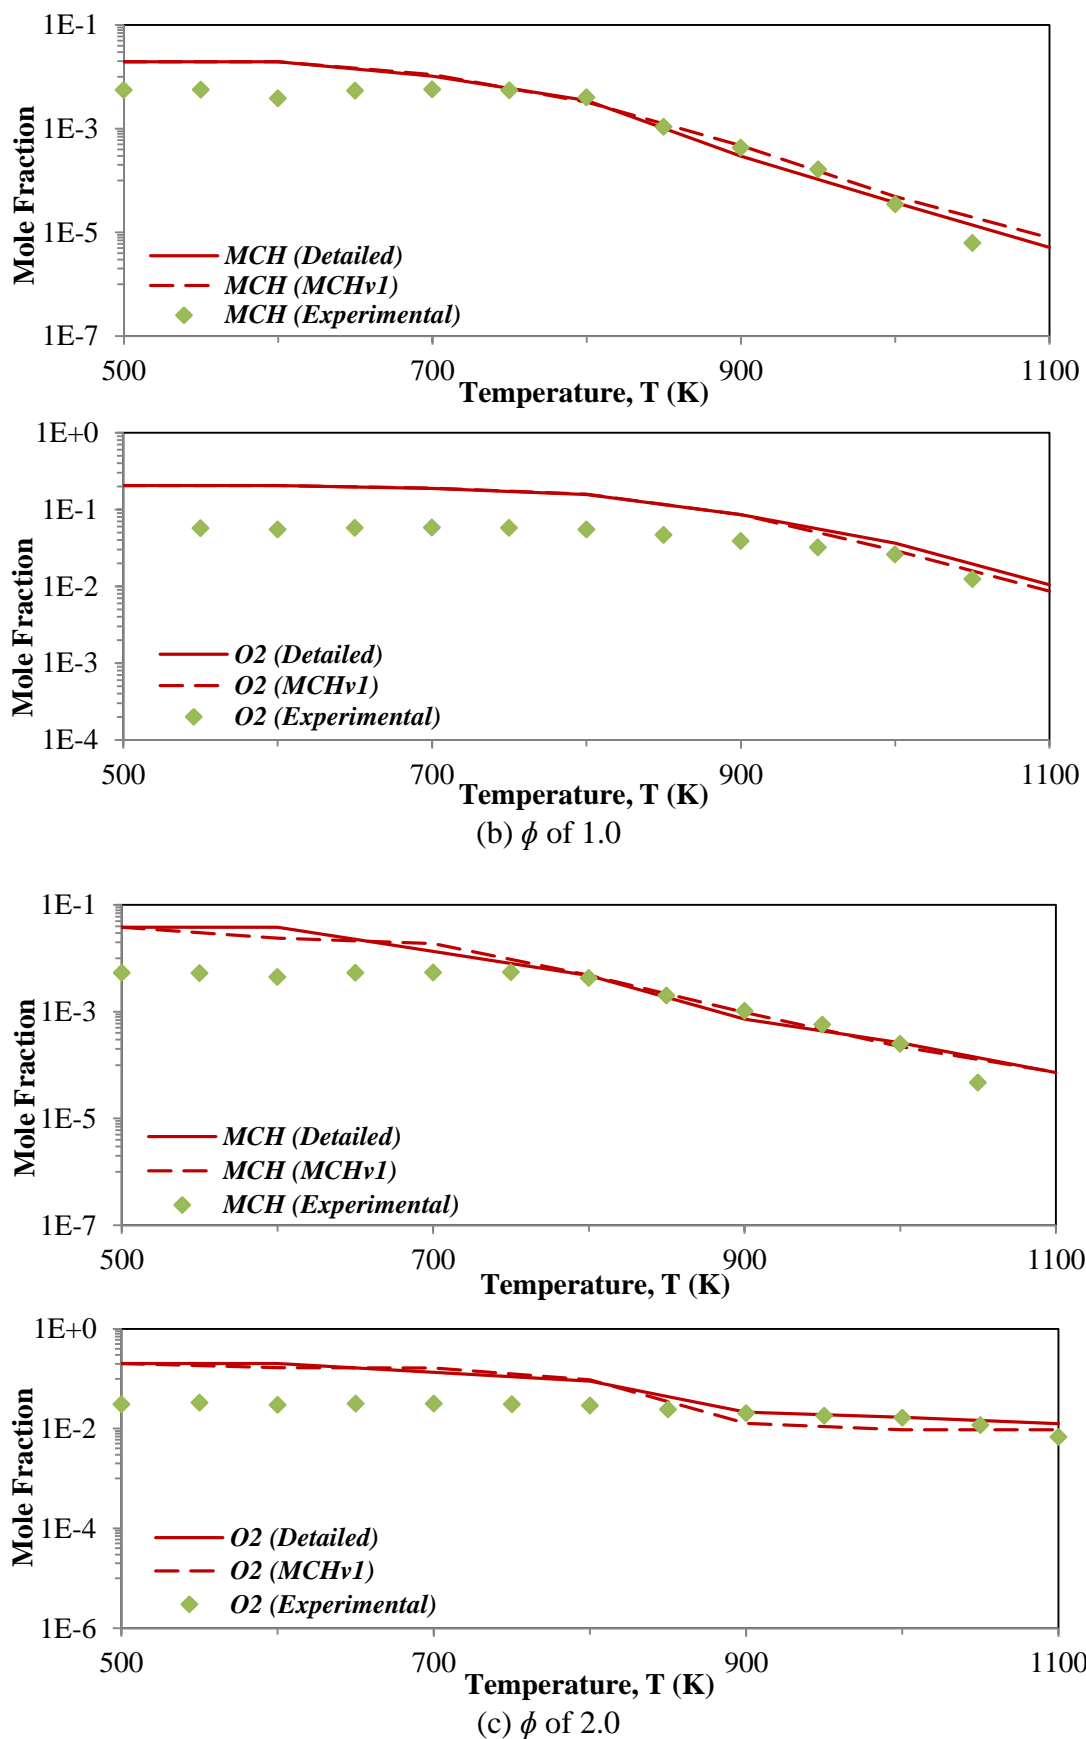 1E-1
1E-3
1E-5
1E-7
Mole Fraction
MCH (Detailed)
MCH (MCHv1)
MCH (Experimental)
500 700 900 1100
Temperature, T (K)
1E+0
1E-1
1E-2
1E-3
1E-4
Mole Fraction
O2 (Detailed)
O2 (MCHv1)
O2 (Experimental)
500 700 900 1100
Temperature, T (K)
(b) ϕ of 1.0
1E-1
1E-3
1E-5
1E-7
Mole Fraction
MCH (Detailed)
MCH (MCHv1)
MCH (Experimental)
500 700 900 1100
Temperature, T (K)
1E+0
1E-2
1E-4
1E-6
Mole Fraction
O2 (Detailed)
O2 (MCHv1)
O2 (Experimental)
500 700 900 1100
Temperature, T (K)
(c) ϕ of 2.0